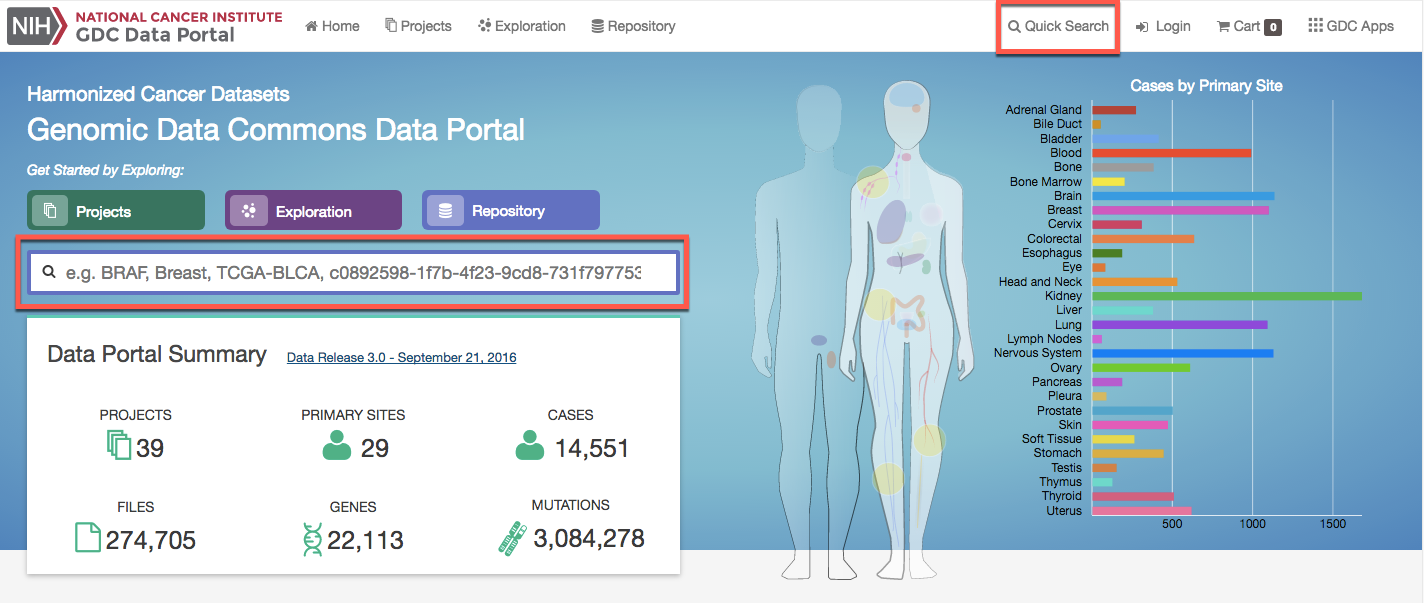 NIH NATIONAL CANCER INSTITUTE
GDC Data Portal
Home Projects Exploration Repository
Quick Search Login Cart 0 GDC Apps
Harmonized Cancer Datasets
Genomic Data Commons Data Portal
Get Started by Exploring:
Projects Exploration Repository
e.g. BRAF, Breast, TCGA-BLCA, c0892598-1f7b-4f23-9cd8-731f797753
Data Portal Summary Data Release 3.0 - September 21, 2016
PROJECTS PRIMARY SITES CASES
39 29 14,551
FILES GENES MUTATIONS
274,705 22,113 3,084,278
Cases by Primary Site
Adrenal Gland
Bile Duct
Bladder
Blood
Bone
Bone Marrow
Brain
Breast
Cervix
Colorectal
Esophagus
Eye
Head and Neck
Kidney
Liver
Lung
Lymph Nodes
Nervous System
Ovary
Pancreas
Pleura
Prostate
Skin
Soft Tissue
Stomach
Testis
Thymus
Thyroid
Uterus
500 1000 1500